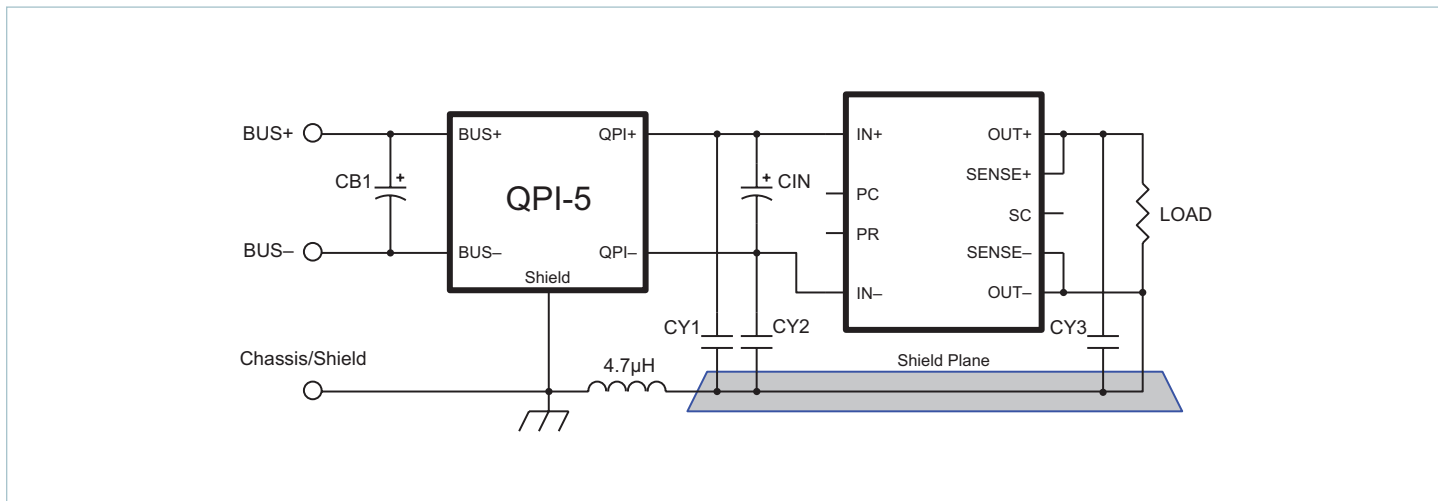 BUS+
BUS–
CB1
+
BUS+
BUS–
QPI-5
QPI+
QPI–
Shield
CIN
+
IN+
PC
PR
IN–
OUT+
SENSE+
SC
SENSE–
OUT–
LOAD
CY1
CY2
CY3
Chassis/Shield
4.7µH
Shield Plane